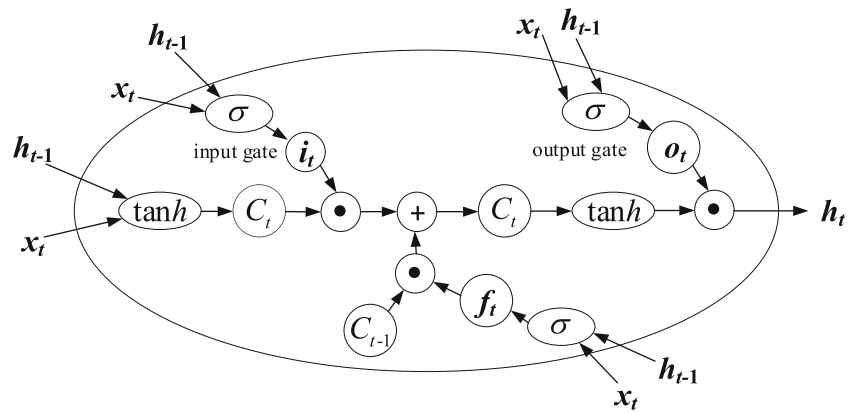 h_{t-1}
x_t
h_{t-1}
x_t
σ
σ
input gate
i_t
output gate
o_t
h_{t-1}
tanh
C_t
•
+
C_t
tanh
•
h_t
x_t
•
f_t
C_{t-1}
σ
h_{t-1}
x_t